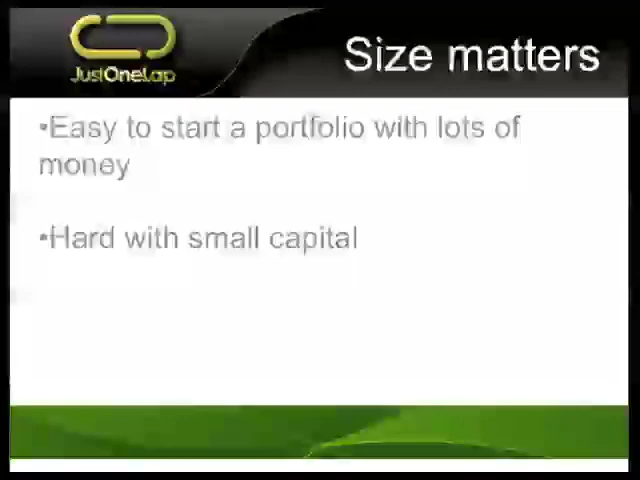 JustOneLap
Size matters
•Easy to start a portfolio with lots of
money
•Hard with small capital